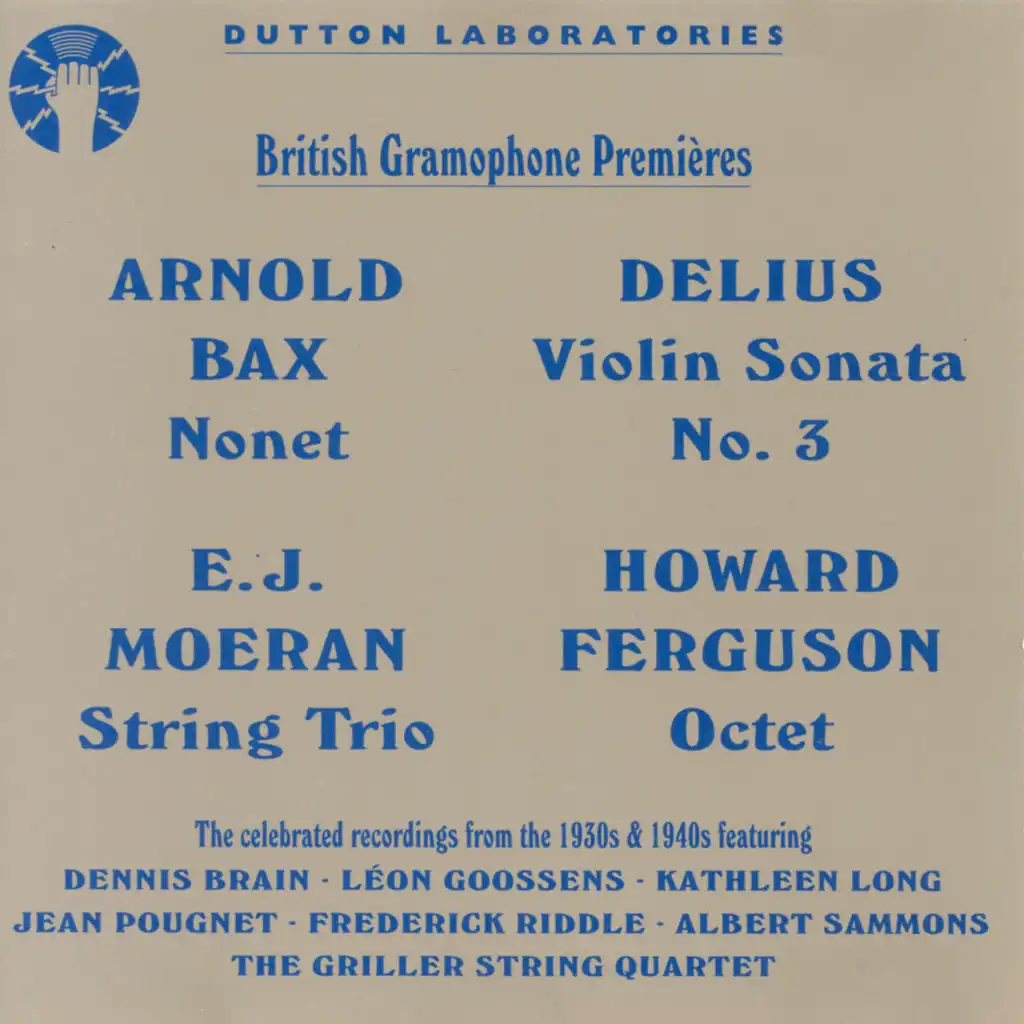 DUTTON LABORATORIES
British Gramophone Premières
ARNOLD
BAX
Nonet
DELIUS
Violin Sonata
No. 3
E.J.
MOERAN
String Trio
HOWARD
FERGUSON
Octet
The celebrated recordings from the 1930s & 1940s featuring
DENNIS BRAIN · LÉON GOOSSENS · KATHLEEN LONG
JEAN POUGNET · FREDERICK RIDDLE · ALBERT SAMMONS
THE GRILLER STRING QUARTET